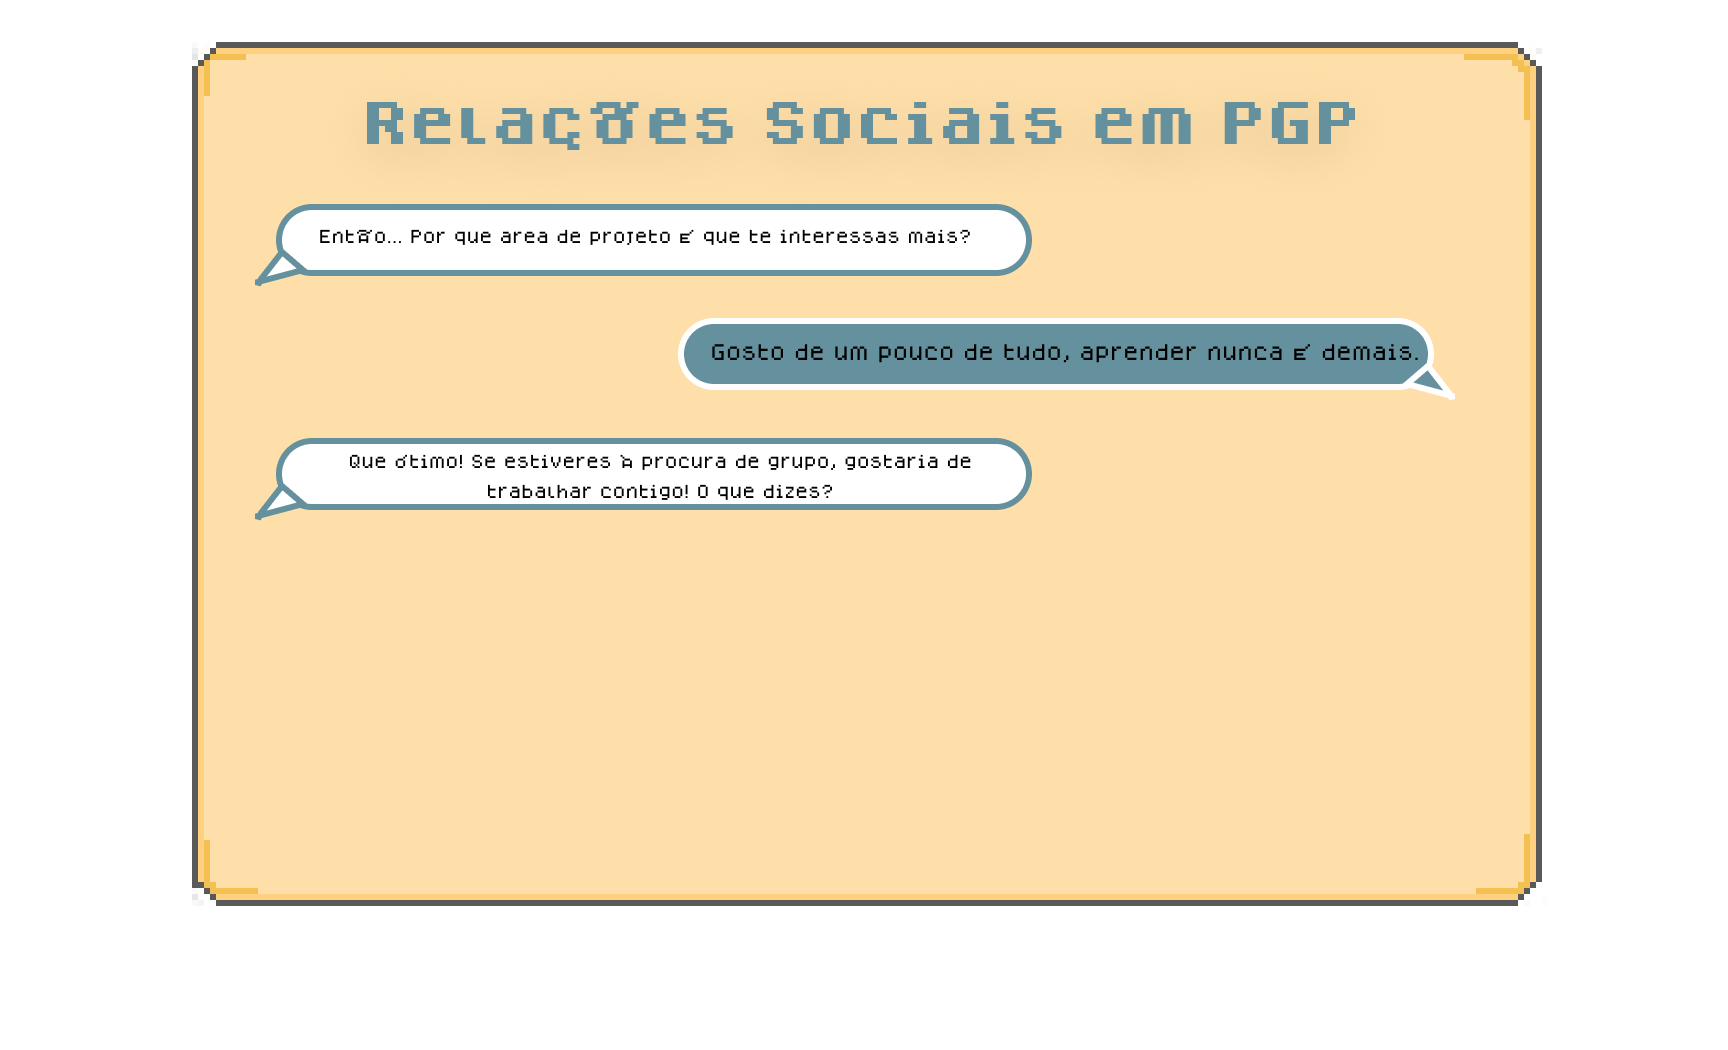 Relações Sociais em PGP
Então... Por que area de projeto é que te interessas mais?
Gosto de um pouco de tudo, aprender nunca é demais.
Que ótimo! Se estiveres à procura de grupo, gostaria de
trabalhar contigo! O que dizes?